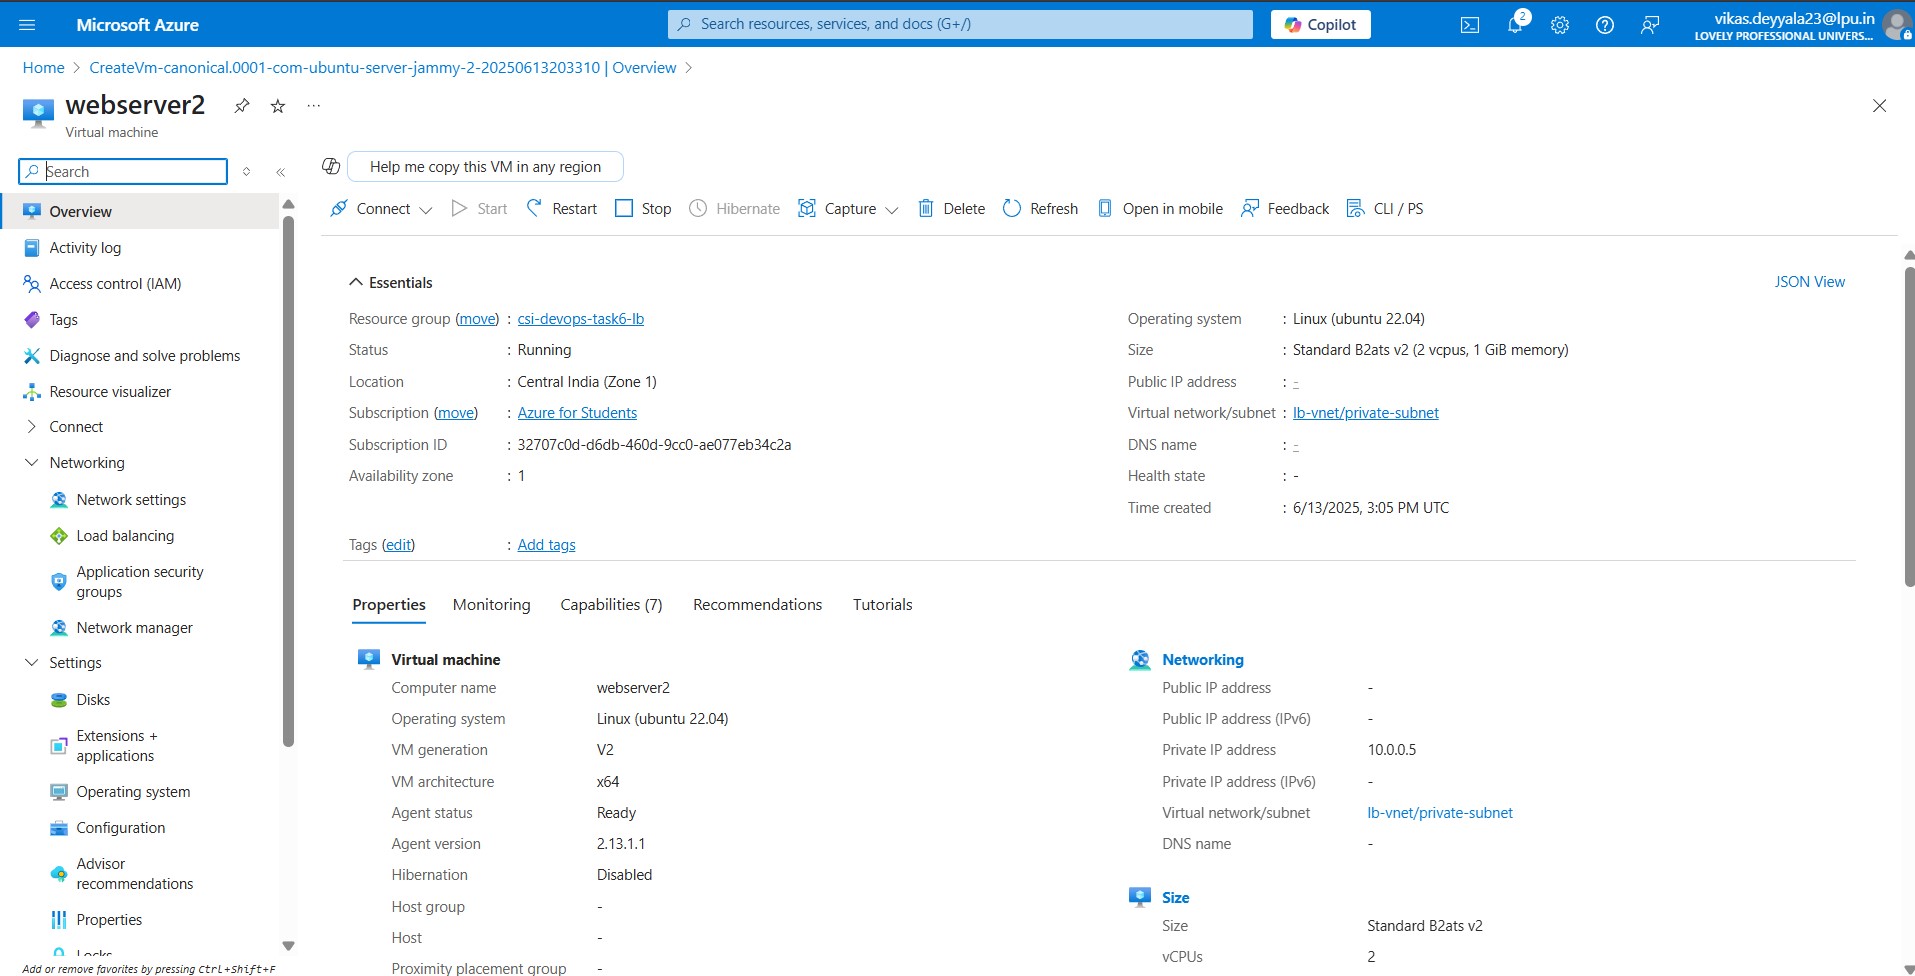 Microsoft Azure
Search resources, services, and docs (G+/)
Copilot
2
vikas.deyyala23@lpu.in
LOVELY PROFESSIONAL UNIVERS...
Home > CreateVm-canonical.0001-com-ubuntu-server-jammy-2-20250613203310 | Overview >
webserver2
Virtual machine
Search
Help me copy this VM in any region
Connect Start Restart Stop Hibernate Capture Delete Refresh Open in mobile Feedback CLI / PS
Overview
Activity log
Access control (IAM)
Tags
Diagnose and solve problems
Resource visualizer
Connect
Networking
Network settings
Load balancing
Application security
groups
Network manager
Settings
Disks
Extensions +
applications
Operating system
Configuration
Advisor
recommendations
Properties
Locks
Add or remove favorites by pressing Ctrl+Shift+F
Essentials
JSON View
Resource group (move) : csi-devops-task6-lb
Status : Running
Location : Central India (Zone 1)
Subscription (move) : Azure for Students
Subscription ID : 32707c0d-d6db-460d-9cc0-ae077eb34c2a
Availability zone : 1
Operating system : Linux (ubuntu 22.04)
Size : Standard B2ats v2 (2 vcpus, 1 GiB memory)
Public IP address : -
Virtual network/subnet : lb-vnet/private-subnet
DNS name : -
Health state : -
Time created : 6/13/2025, 3:05 PM UTC
Tags (edit) : Add tags
Properties Monitoring Capabilities (7) Recommendations Tutorials
Virtual machine
Computer name webserver2
Operating system Linux (ubuntu 22.04)
VM generation V2
VM architecture x64
Agent status Ready
Agent version 2.13.1.1
Hibernation Disabled
Host group -
Host -
Proximity placement group -
Networking
Public IP address -
Public IP address (IPv6) -
Private IP address 10.0.0.5
Private IP address (IPv6) -
Virtual network/subnet lb-vnet/private-subnet
DNS name -
Size
Size Standard B2ats v2
vCPUs 2